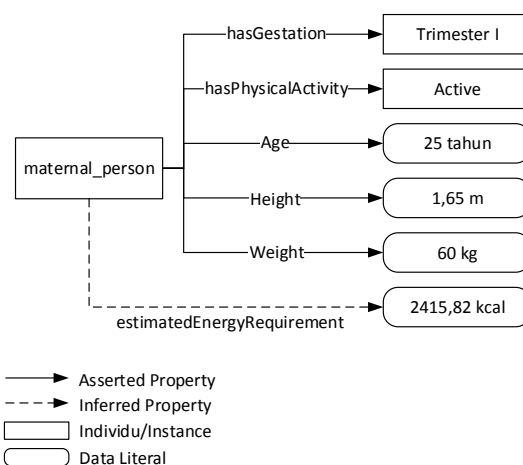 hasGestation
Trimester I
hasPhysicalActivity
Active
maternal_person
Age
25 tahun
Height
1,65 m
Weight
60 kg
estimatedEnergyRequirement
2415,82 kcal
Asserted Property
Inferred Property
Individu/Instance
Data Literal